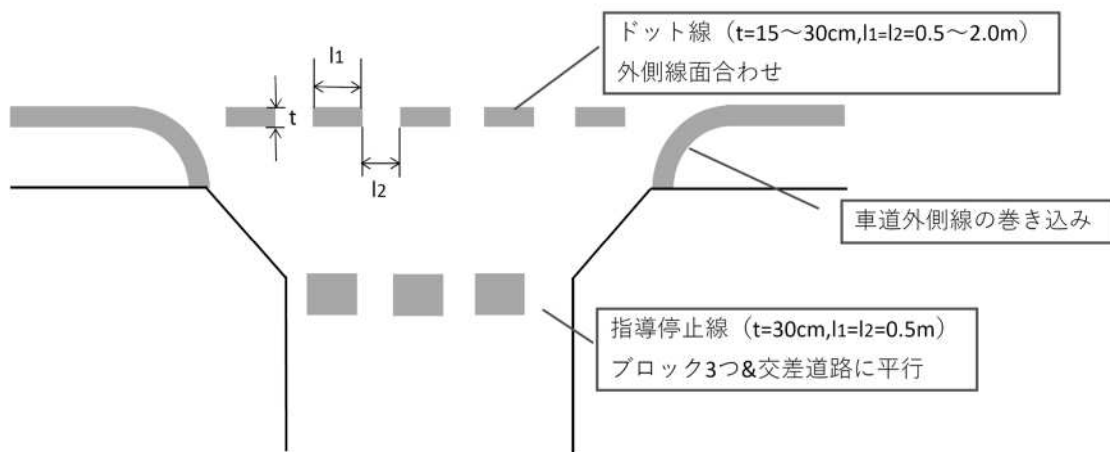 ドット線（t=15～30cm,l1=l2=0.5～2.0m）
外側線面合わせ
l1
t
l2
車道外側線の巻き込み
指導停止線（t=30cm,l1=l2=0.5m）
ブロック3つ&交差道路に平行